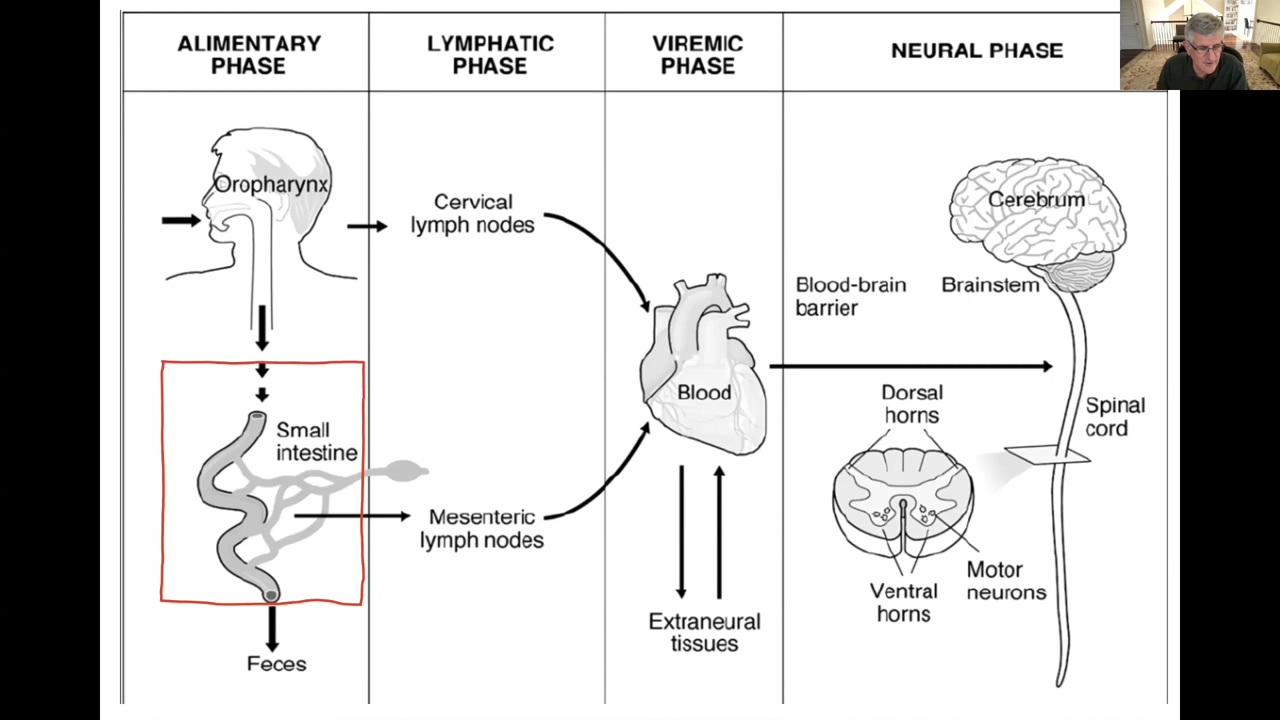 ALIMENTARY
PHASE
LYMPHATIC
PHASE
VIREMIC
PHASE
NEURAL PHASE
Oropharynx
Cervical
lymph nodes
Cerebrum
Blood-brain
barrier
Brainstem
Blood
Dorsal
horns
Spinal
cord
Small
intestine
Mesenteric
lymph nodes
Motor
neurons
Ventral
horns
Extraneural
tissues
Feces